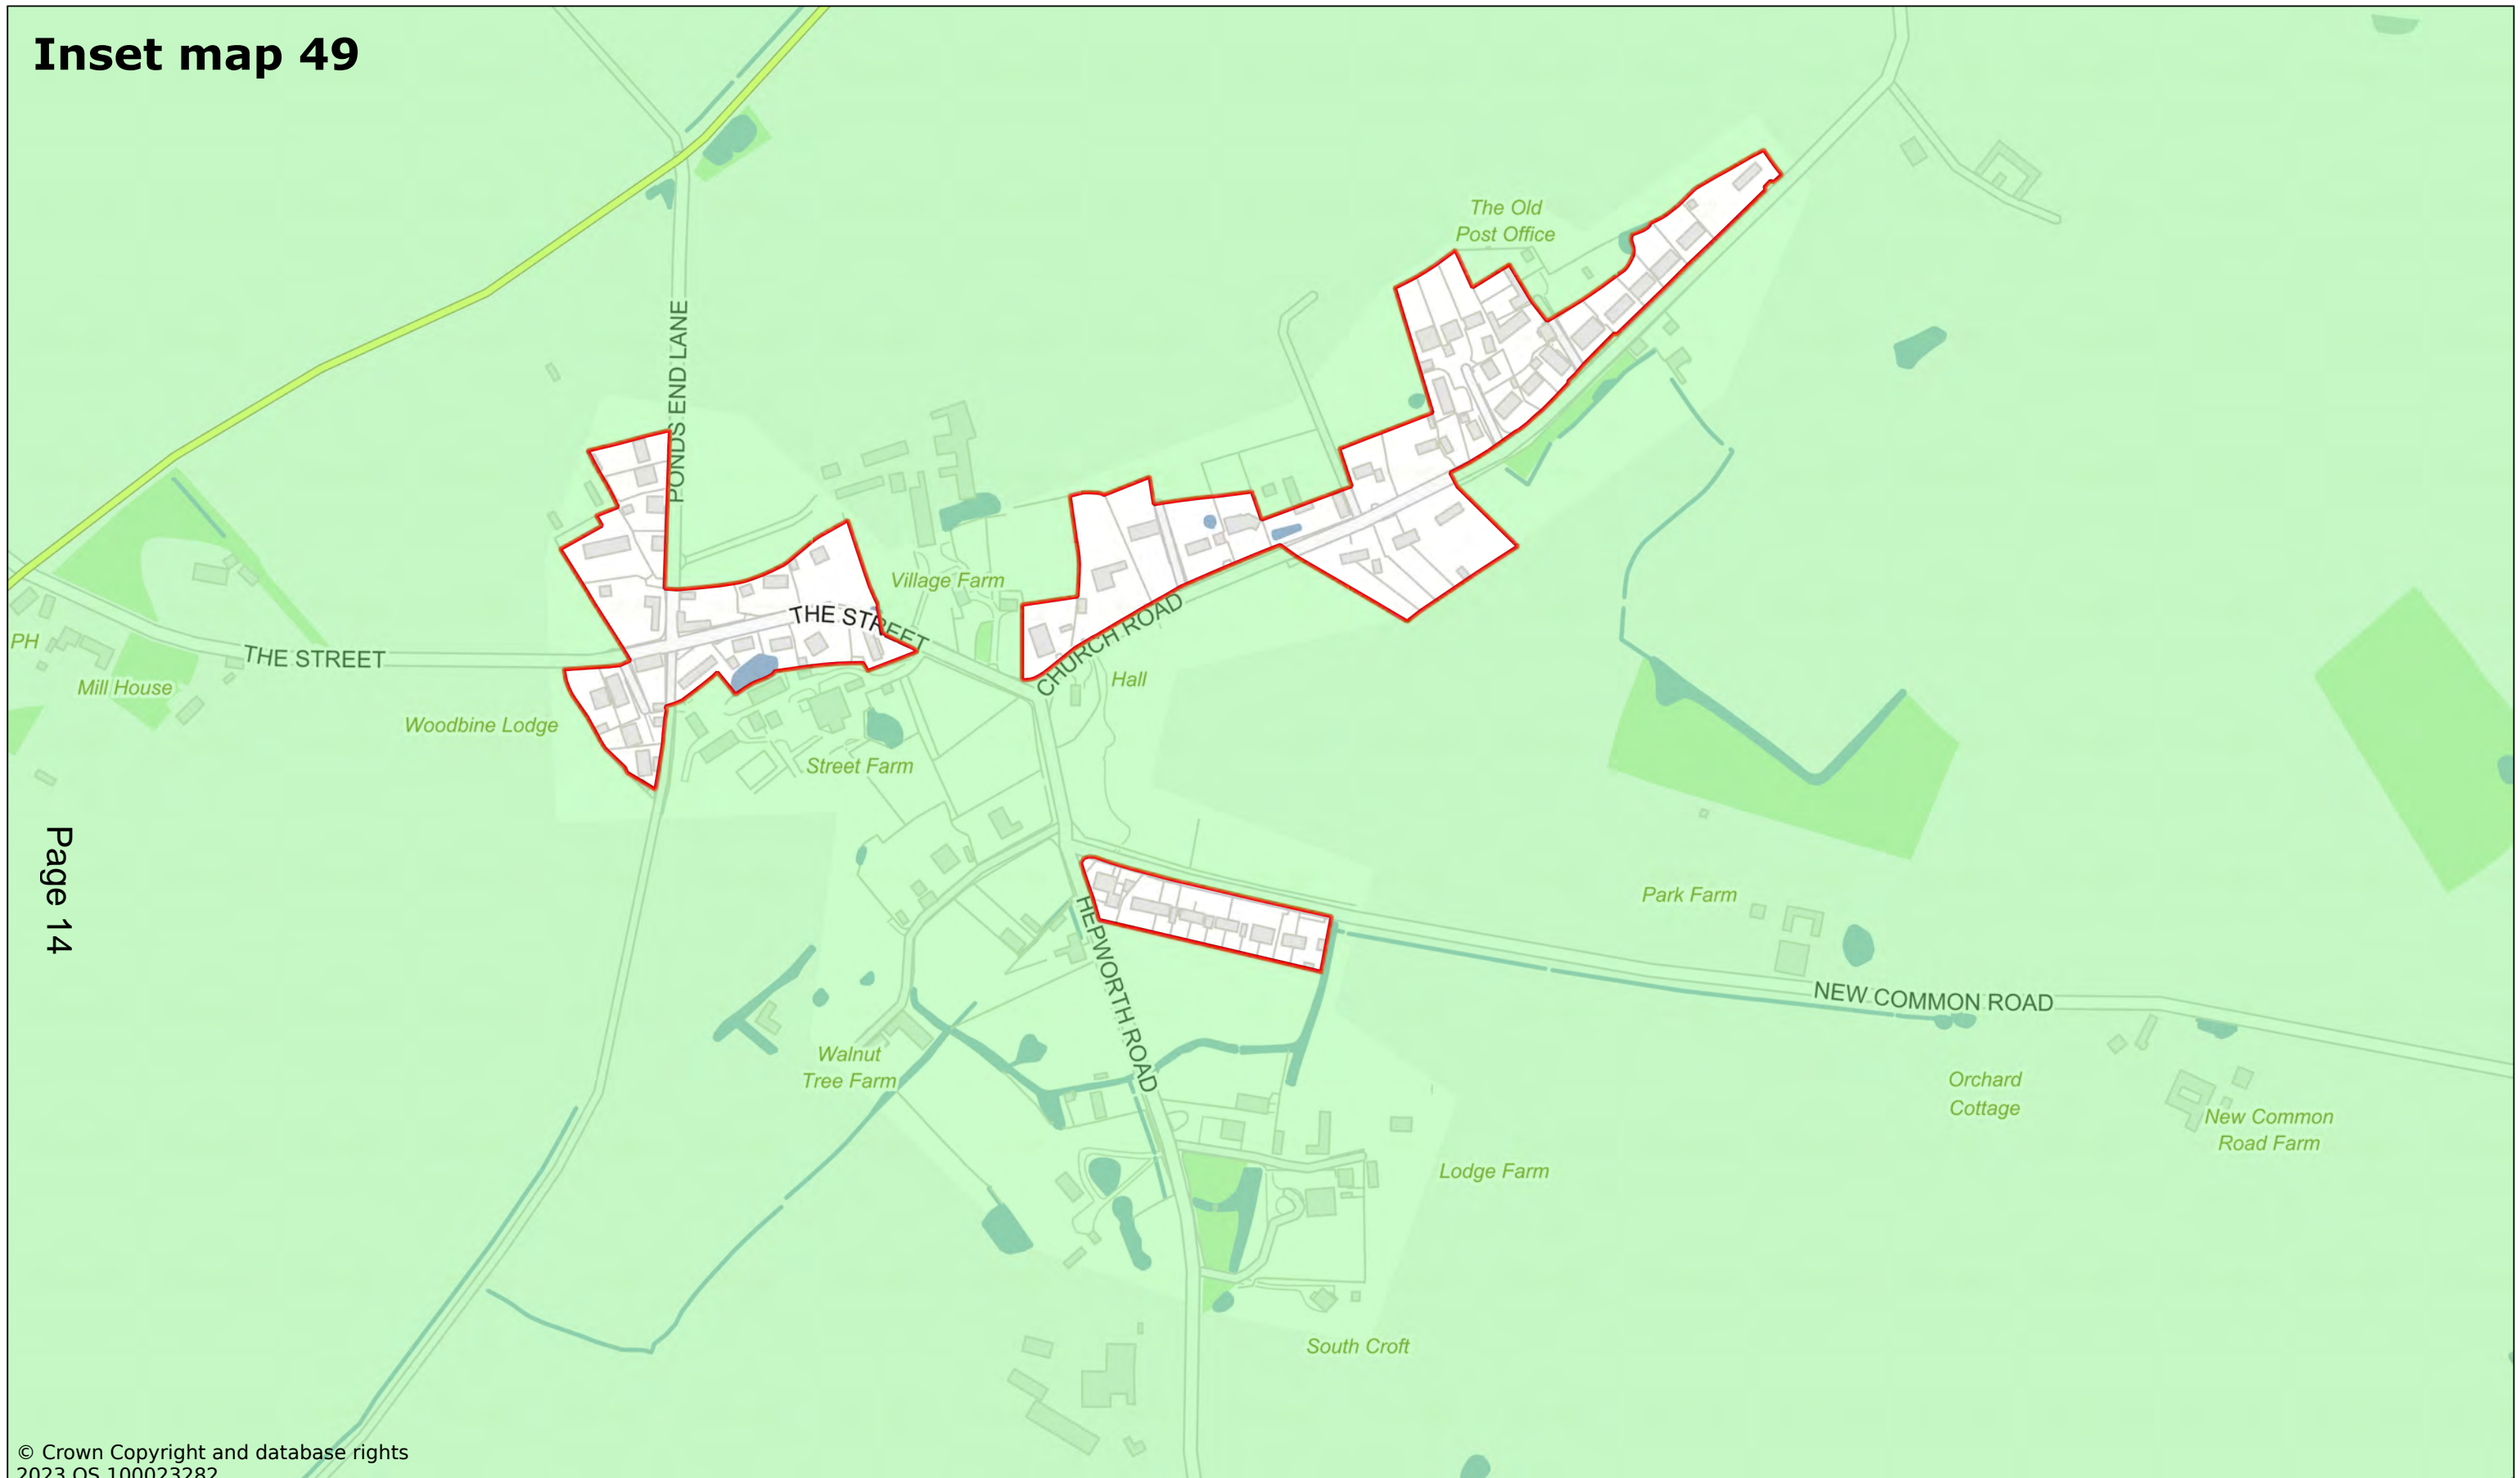 Inset map 49
The Old
Post Office
PONDS END LANE
Village Farm
THE STREET
THE STREET
CHURCH ROAD
PH
Mill House
Hall
Woodbine Lodge
Street Farm
Page 14
Park Farm
HEPWORTH ROAD
NEW COMMON ROAD
Walnut
Tree Farm
Orchard
Cottage
New Common
Road Farm
Lodge Farm
South Croft
© Crown Copyright and database rights
2023 OS 100023282